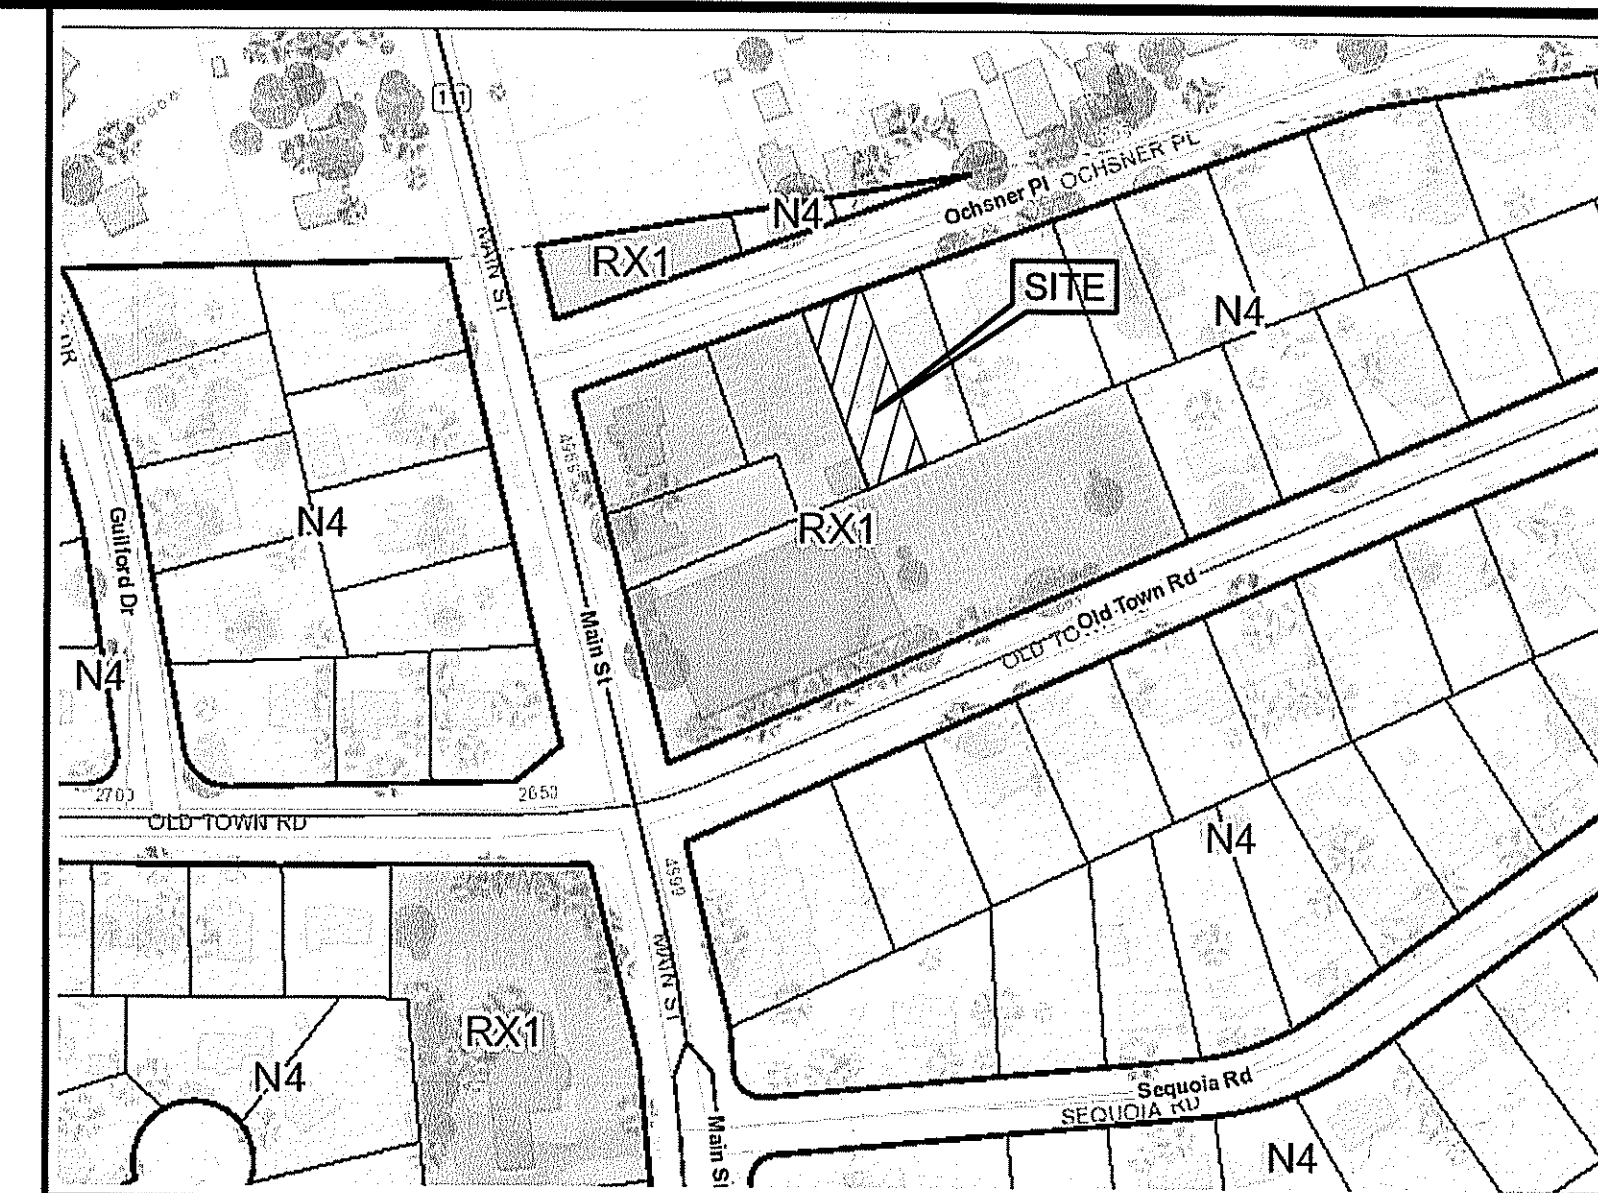 11
OCHSNER PL
Ochsner Pl
N4
RX1
MAIN ST
SITE
N4
DR
N4
Guilford Dr
RX1
Old Town Rd
OLD TO
Main St
N4
2700
2650
OLD TOWN RD
N4
MAIN ST
RX1
N4
Sequoia Rd
SEQUOIA RD
Main St
N4